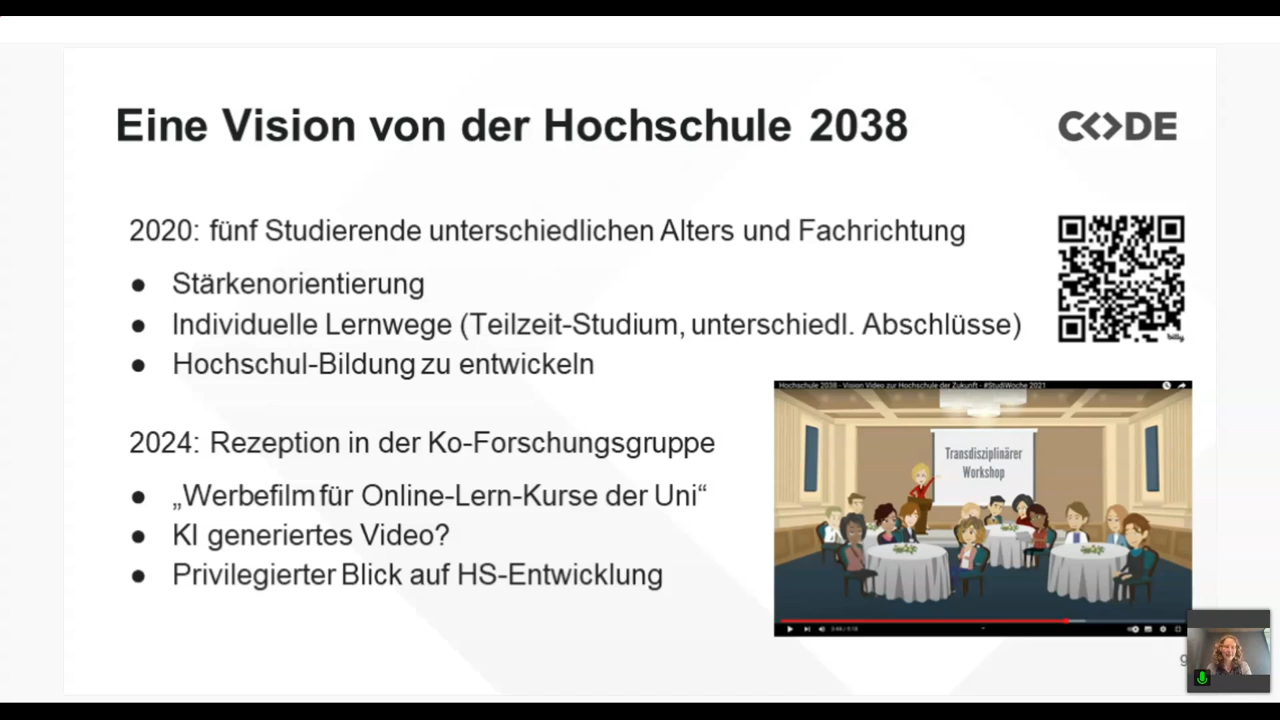 Eine Vision von der Hochschule 2038
C<>DE
2020: fünf Studierende unterschiedlichen Alters und Fachrichtung
● Stärkenorientierung
● Individuelle Lernwege (Teilzeit-Studium, unterschiedl. Abschlüsse)
● Hochschul-Bildung zu entwickeln
bitly
Hochschule 2038 - Vision Video zur Hochschule der Zukunft - #StudiWoche 2021
Transdisziplinärer
Workshop
2024: Rezeption in der Ko-Forschungsgruppe
● „Werbefilm für Online-Lern-Kurse der Uni“
● KI generiertes Video?
● Privilegierter Blick auf HS-Entwicklung
9